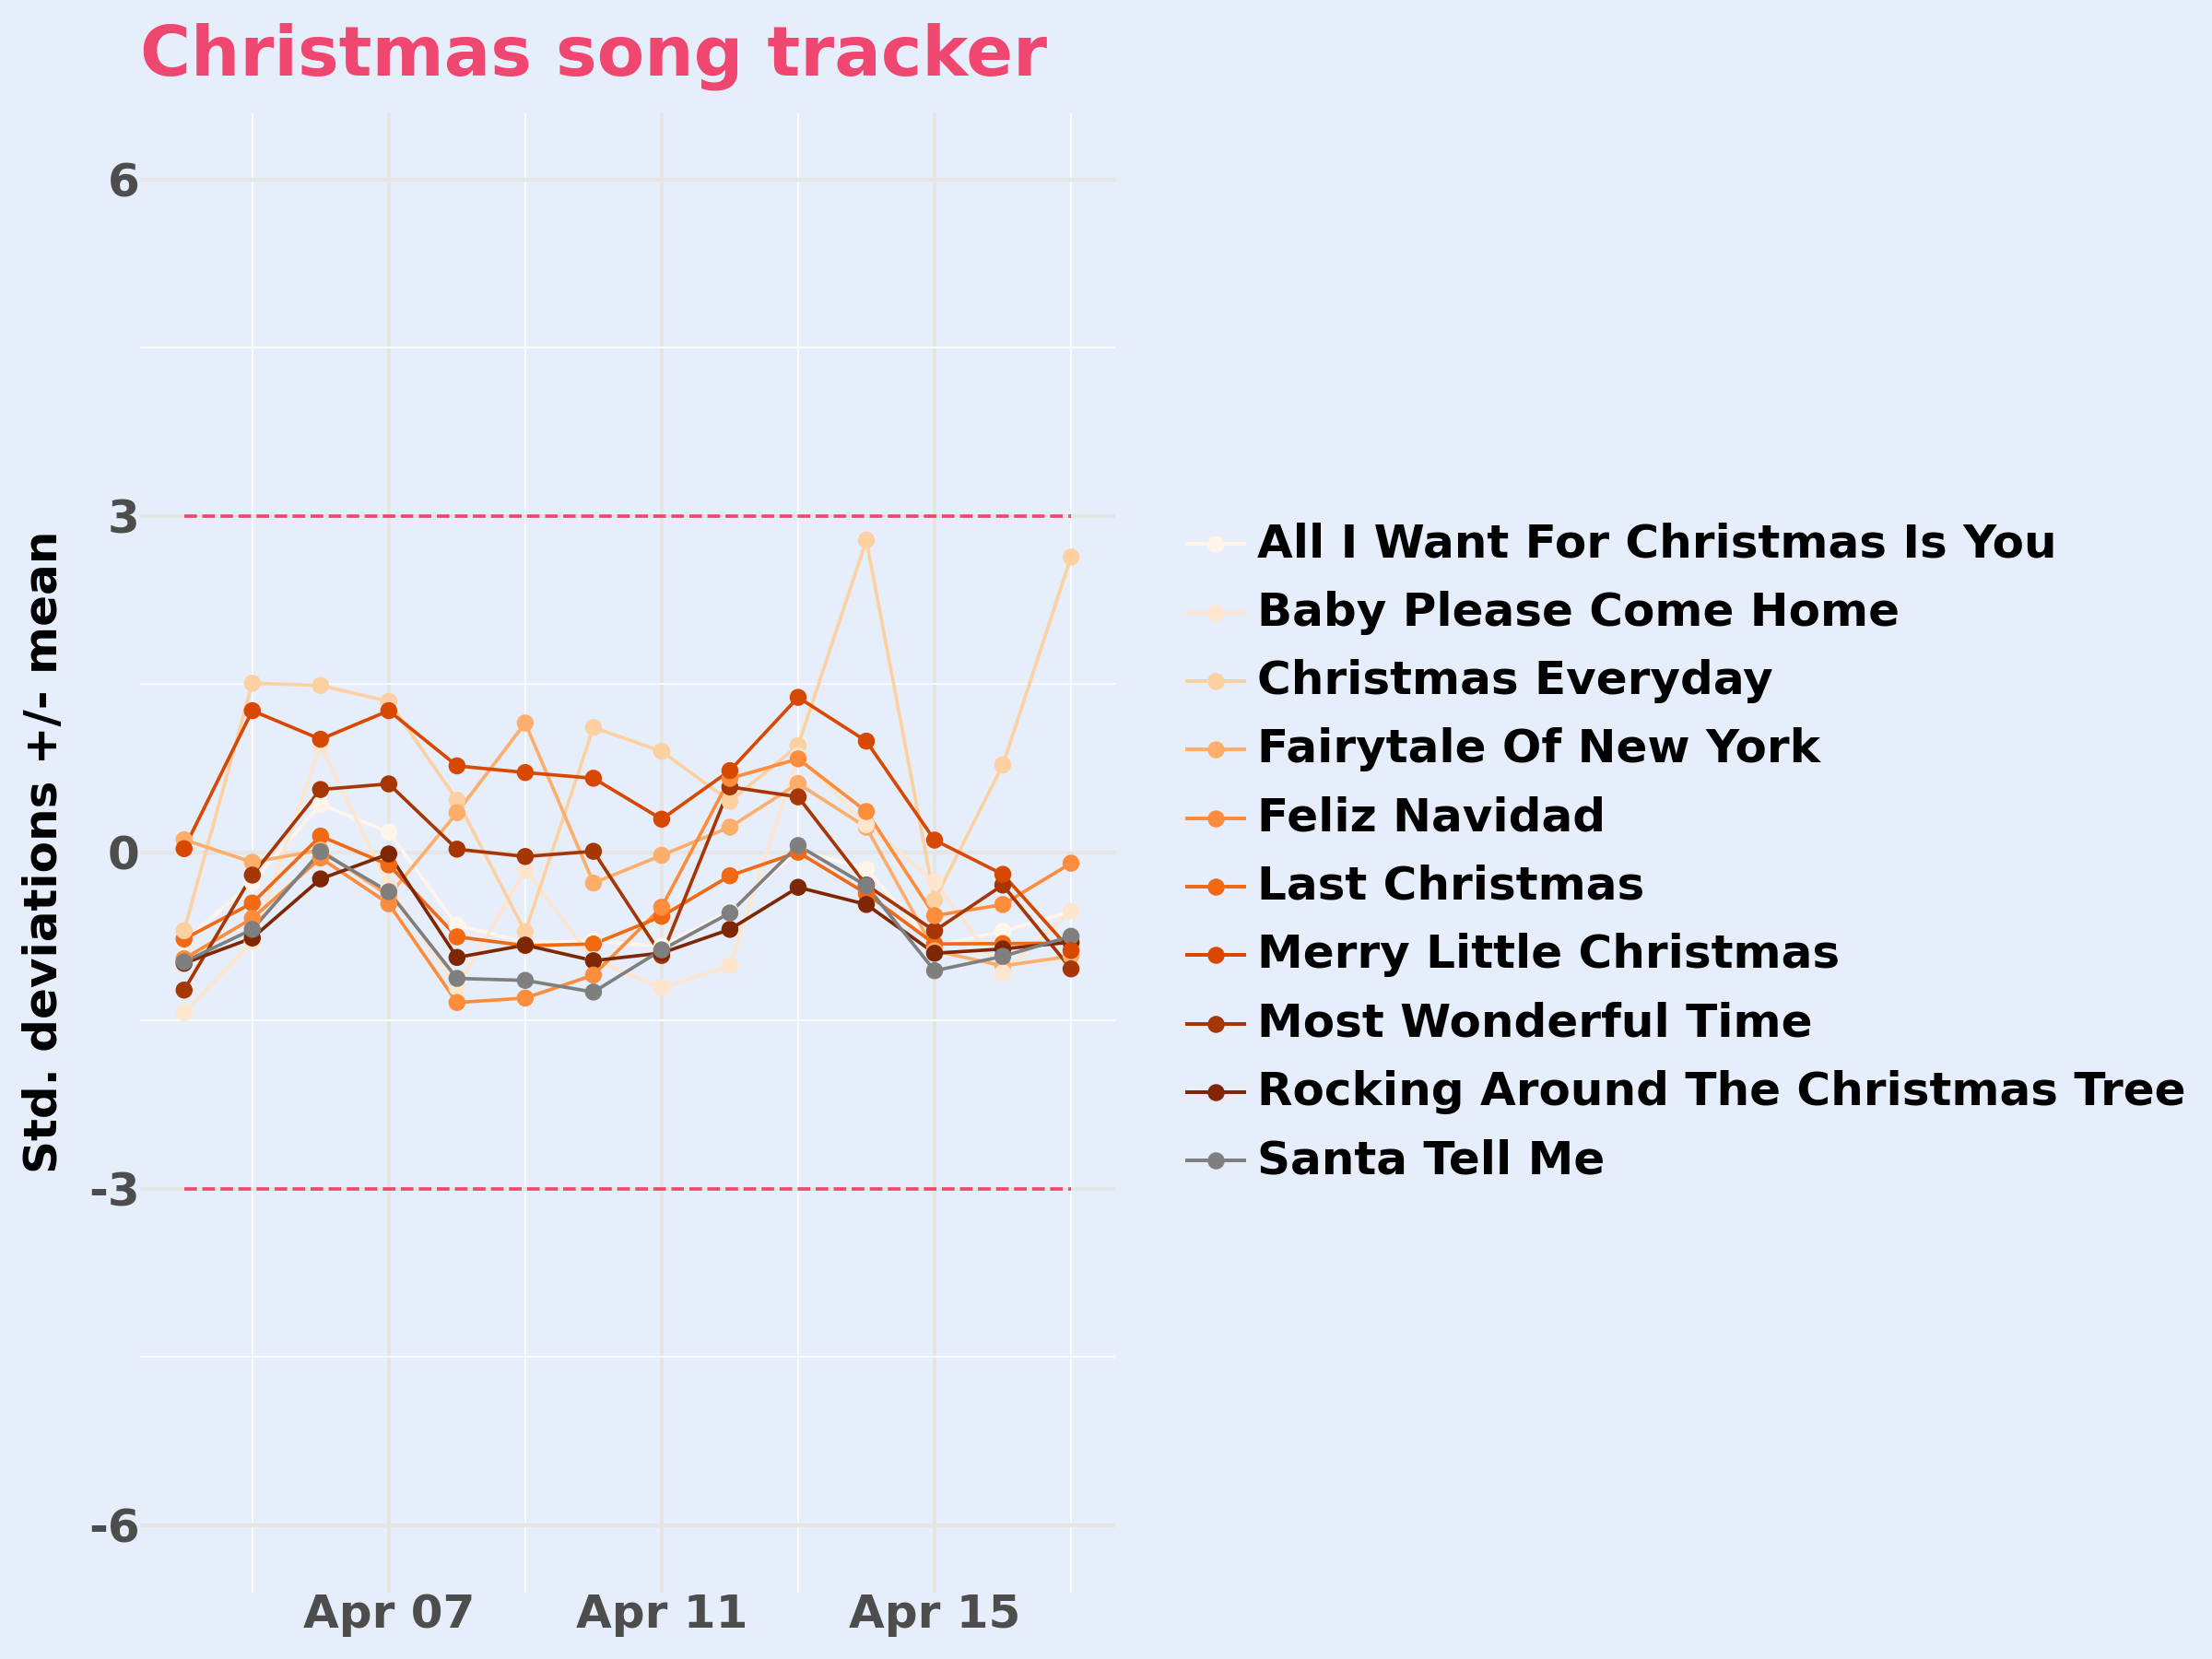 Christmas song tracker
Std. deviations +/- mean
6
3
0
-3
-6
Apr 07
Apr 11
Apr 15
All I Want For Christmas Is You
Baby Please Come Home
Christmas Everyday
Fairytale Of New York
Feliz Navidad
Last Christmas
Merry Little Christmas
Most Wonderful Time
Rocking Around The Christmas Tree
Santa Tell Me